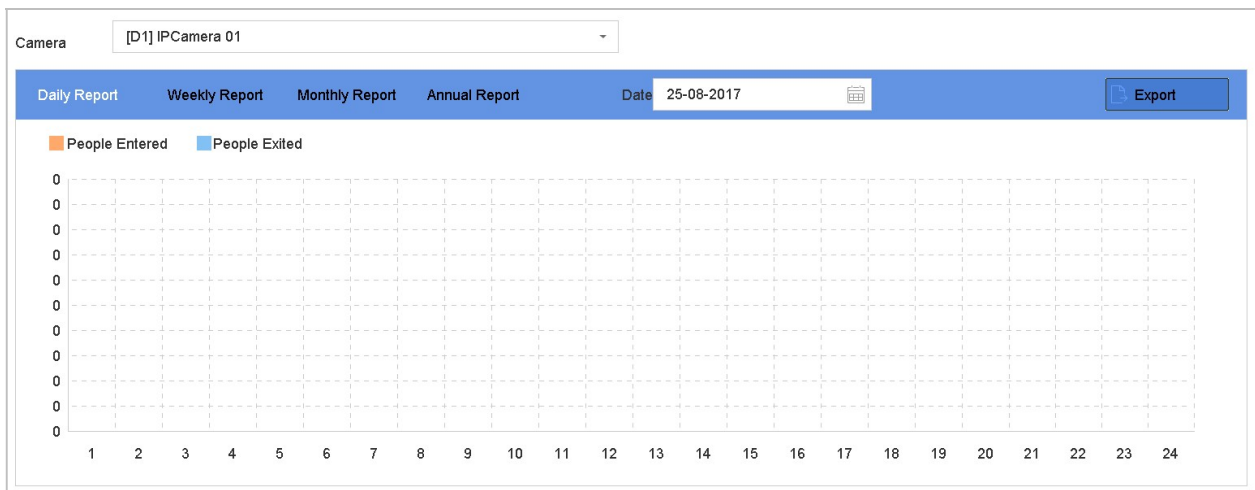 Camera [D1] IPCamera 01
Daily Report Weekly Report Monthly Report Annual Report Date 25-08-2017 Export
People Entered People Exited
0
0
0
0
0
0
0
0
0
0
0
1 2 3 4 5 6 7 8 9 10 11 12 13 14 15 16 17 18 19 20 21 22 23 24